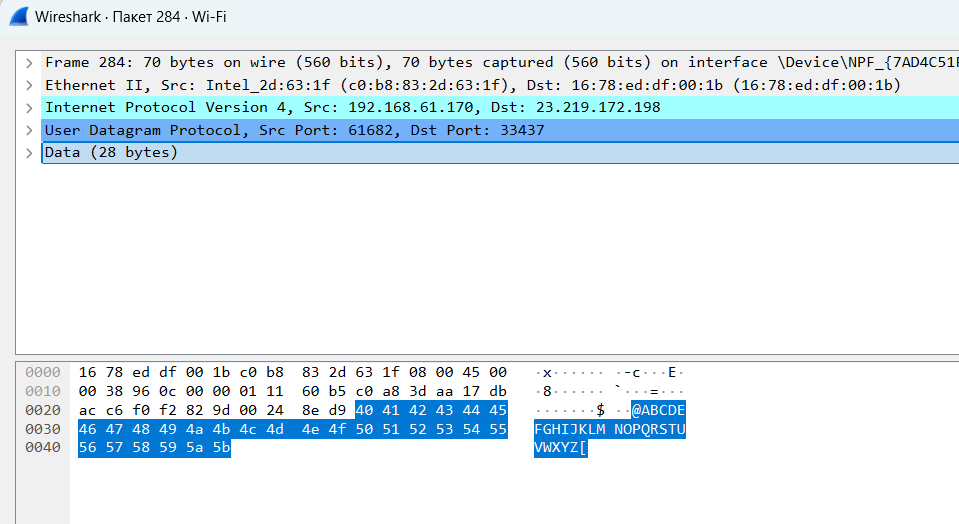 Wireshark · Пакет 284 · Wi-Fi
Frame 284: 70 bytes on wire (560 bits), 70 bytes captured (560 bits) on interface \Device\NPF_{7AD4C51
Ethernet II, Src: Intel_2d:63:1f (c0:b8:83:2d:63:1f), Dst: 16:78:ed:df:00:1b (16:78:ed:df:00:1b)
Internet Protocol Version 4, Src: 192.168.61.170, Dst: 23.219.172.198
User Datagram Protocol, Src Port: 61682, Dst Port: 33437
Data (28 bytes)
0000 16 78 ed df 00 1b c0 b8 83 2d 63 1f 08 00 45 00 ·x······ ·-c···E·
0010 00 38 96 0c 00 00 01 11 60 b5 c0 a8 3d aa 17 db ·8······ `···=···
0020 ac c6 f0 f2 82 9d 00 24 8e d9 40 41 42 43 44 45 ·······$ ··@ABCDE
0030 46 47 48 49 4a 4b 4c 4d 4e 4f 50 51 52 53 54 55 FGHIJKLM NOPQRSTU
0040 56 57 58 59 5a 5b VWXYZ[